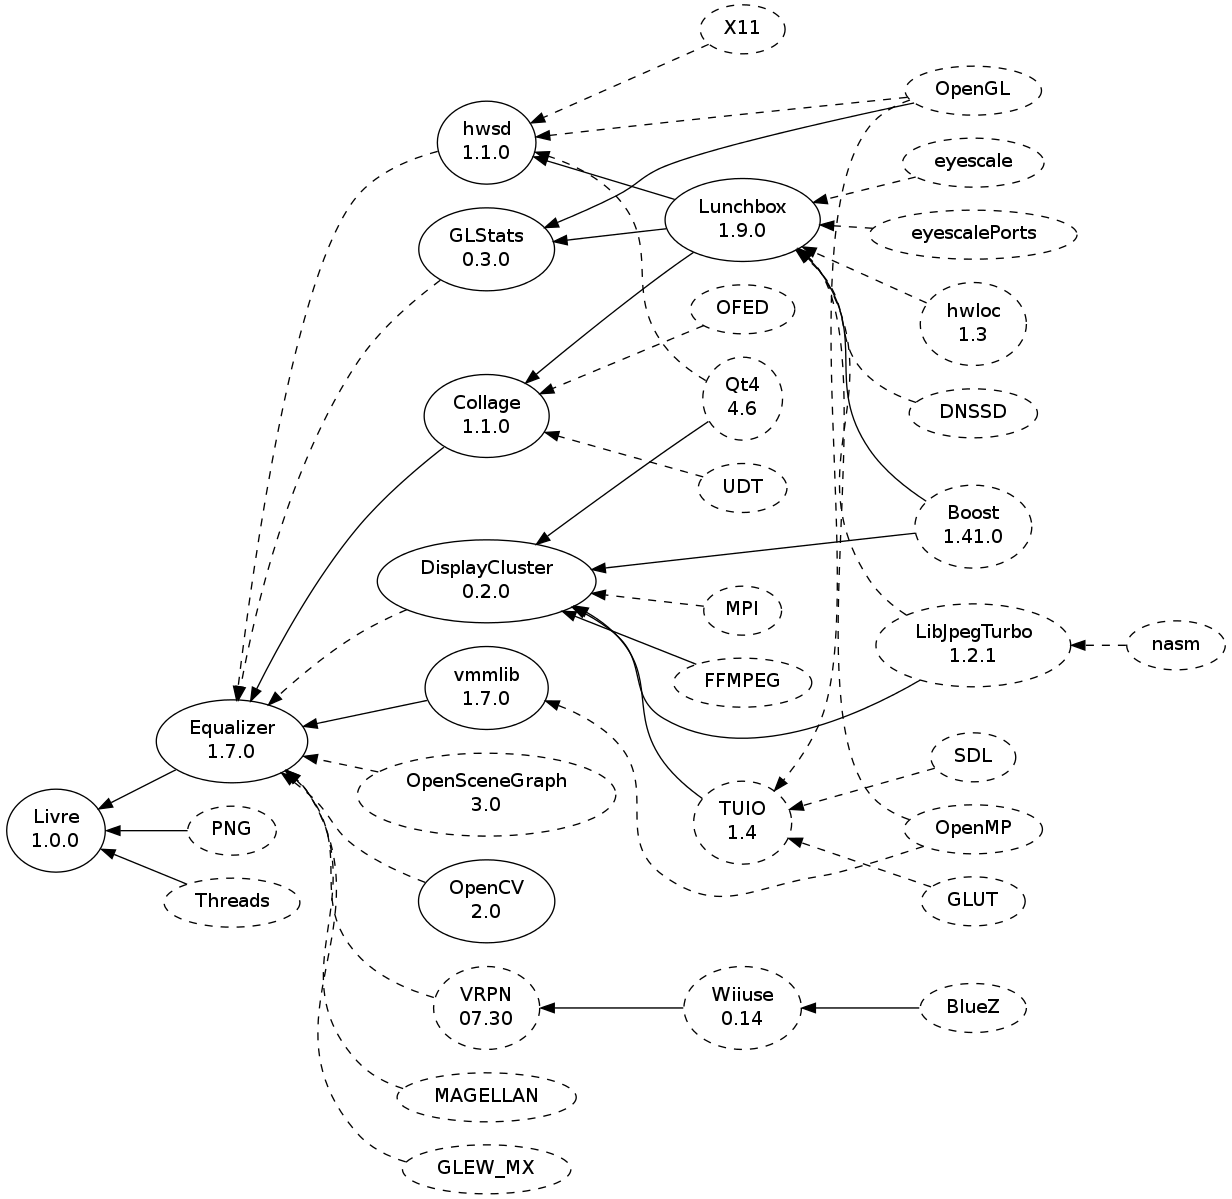 X11
OpenGL
hwsd
1.1.0
eyescale
Lunchbox
1.9.0
GLStats
0.3.0
eyescalePorts
OFED
hwloc
1.3
Qt4
4.6
Collage
1.1.0
DNSSD
UDT
Boost
1.41.0
DisplayCluster
0.2.0
MPI
LibJpegTurbo
1.2.1
nasm
vmmlib
1.7.0
FFMPEG
Equalizer
1.7.0
SDL
OpenSceneGraph
3.0
TUIO
1.4
OpenMP
Livre
1.0.0
PNG
Threads
OpenCV
2.0
GLUT
VRPN
07.30
Wiiuse
0.14
BlueZ
MAGELLAN
GLEW_MX